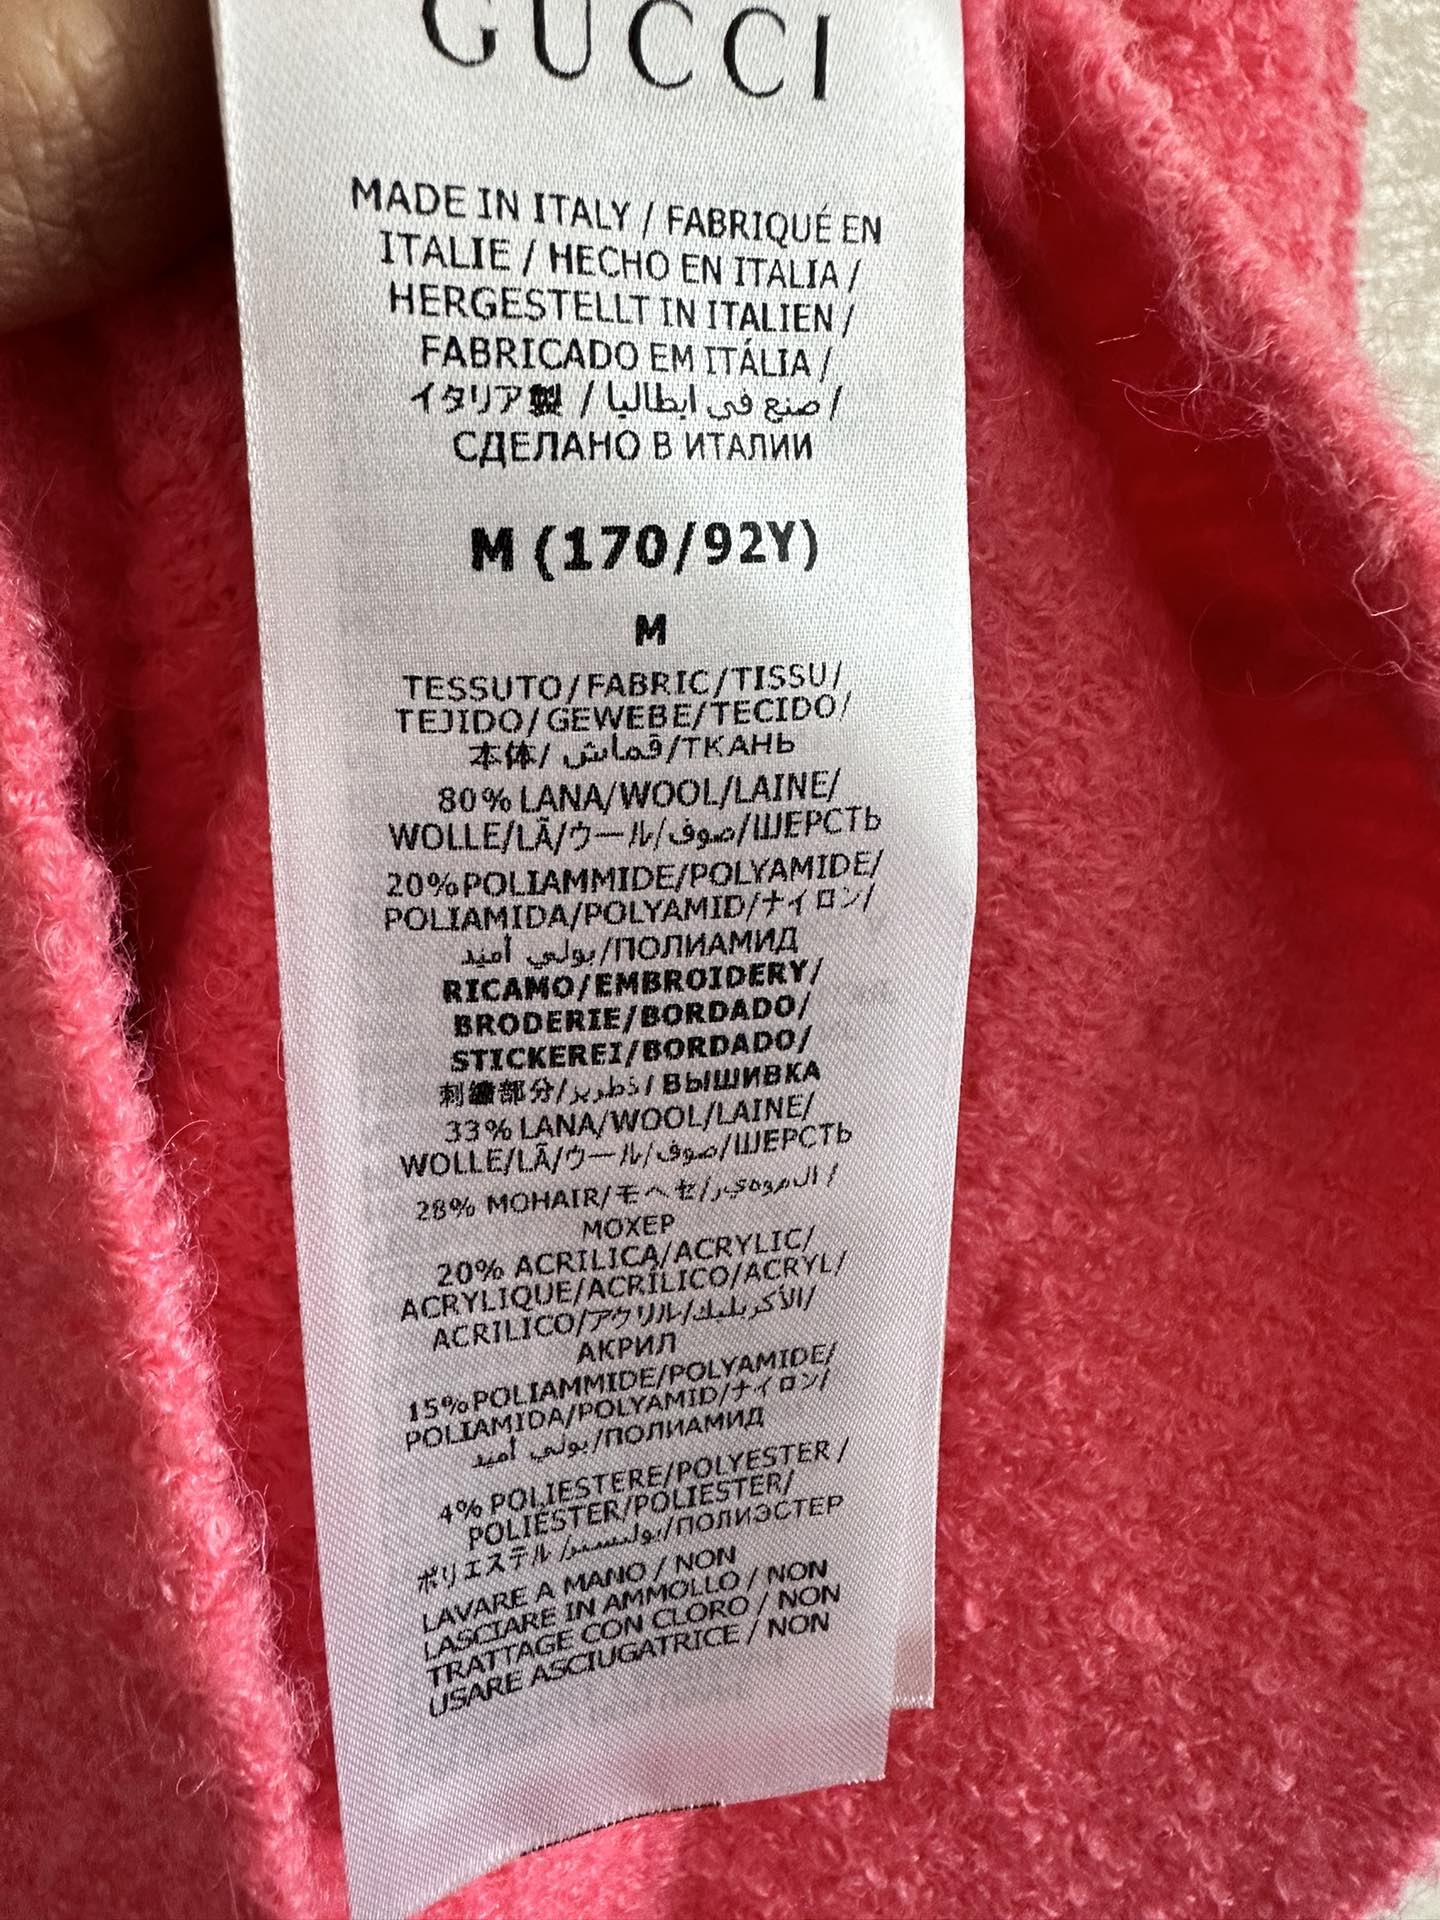 GUCCI
MADE IN ITALY / FABRIQUÉ EN
ITALIE / HECHO EN ITALIA /
HERGESTELLT IN ITALIEN /
FABRICADO EM ITÁLIA /
イタリア製 / صنع في ايطاليا /
СДЕЛАНО В ИТАЛИИ
M (170/92Y)
M
TESSUTO/FABRIC/TISSU/
TEJIDO/GEWEBE/TECIDO/
本体/ قماش/ТКАНЬ
80% LANA/WOOL/LAINE/
WOLLE/LÃ/ウール/صوف/ШЕРСТЬ
20%POLIAMMIDE/POLYAMIDE/
POLIAMIDA/POLYAMID/ナイロン/
بولي أميد/ПОЛИАМИД
RICAMO/EMBROIDERY/
BRODERIE/BORDADO/
STICKEREI/BORDADO/
刺繍部分/ВЫШИВКА
33% LANA/WOOL/LAINE/
WOLLE/LÃ/ウール/صوف/ШЕРСТЬ
28% MOHAIR/モヘヤ/
МОХЕР
20% ACRILICA/ACRYLIC/
ACRYLIQUE/ACRÍLICO/ACRYL/
ACRILICO/アクリル/الأكريليك/
АКРИЛ
15%POLIAMMIDE/POLYAMIDE/
POLIAMIDA/POLYAMID/ナイロン/
بولي أميد/ПОЛИАМИД
4% POLIESTERE/POLYESTER /
POLIÉSTER/POLIESTER/
ポリエステル /بوليستير/ПОЛИЭСТЕР
LAVARE A MANO / NON
LASCIARE IN AMMOLLO / NON
TRATTAGE CON CLORO / NON
USARE ASCIUGATRICE / NON